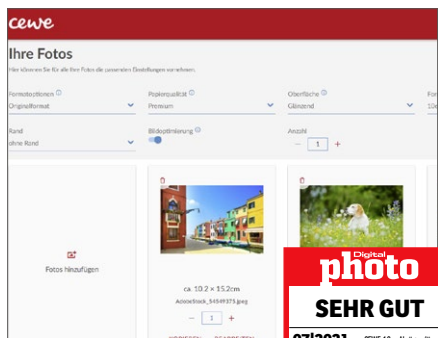 cewe
Ihre Fotos
Hier können Sie für alle Ihre Fotos die passenden Einstellungen vornehmen.
Formatoptionen Papierqualität Oberfläche
Originalformat Premium Glänzend
Rand Bildoptimierung Anzahl
ohne Rand − 1 +
Fotos hinzufügen
ca. 10.2 × 15.2cm
− 1 +
Digital
photo
SEHR GUT
07|2021